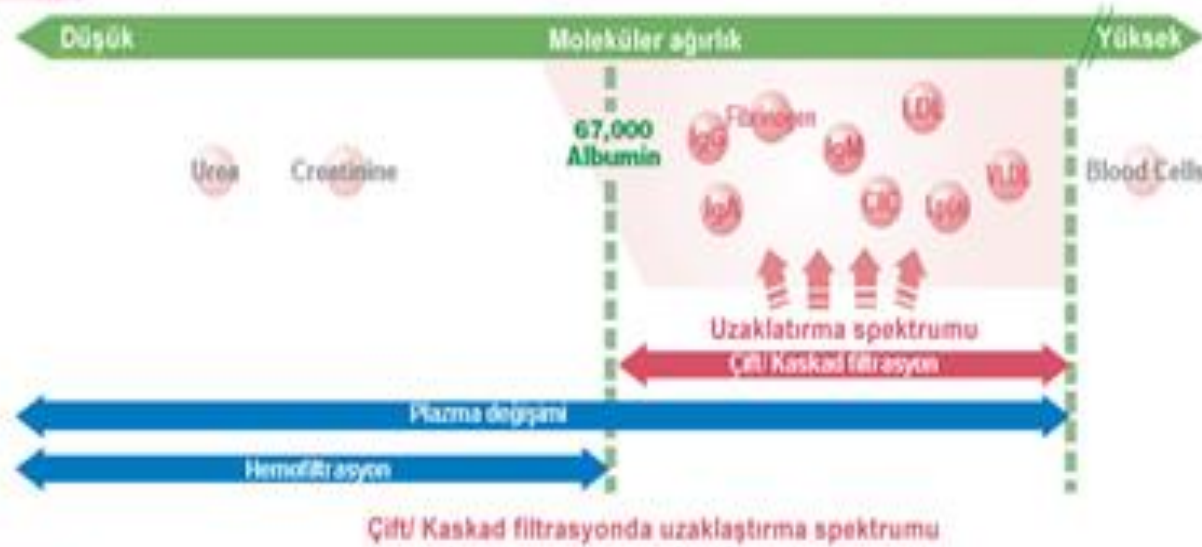 Düşük Moleküler ağırlık Yüksek
67,000
Albumin
Urea Creatinine
IgG Fibrinogen IgM LDL
IgA CIC VLDL
Blood Cells
Uzaklatırma spektrumu
Çift/ Kaskad filtrasyon
Plazma değişimi
Hemofiltrasyon
Çift/ Kaskad filtrasyonda uzaklaştırma spektrumu